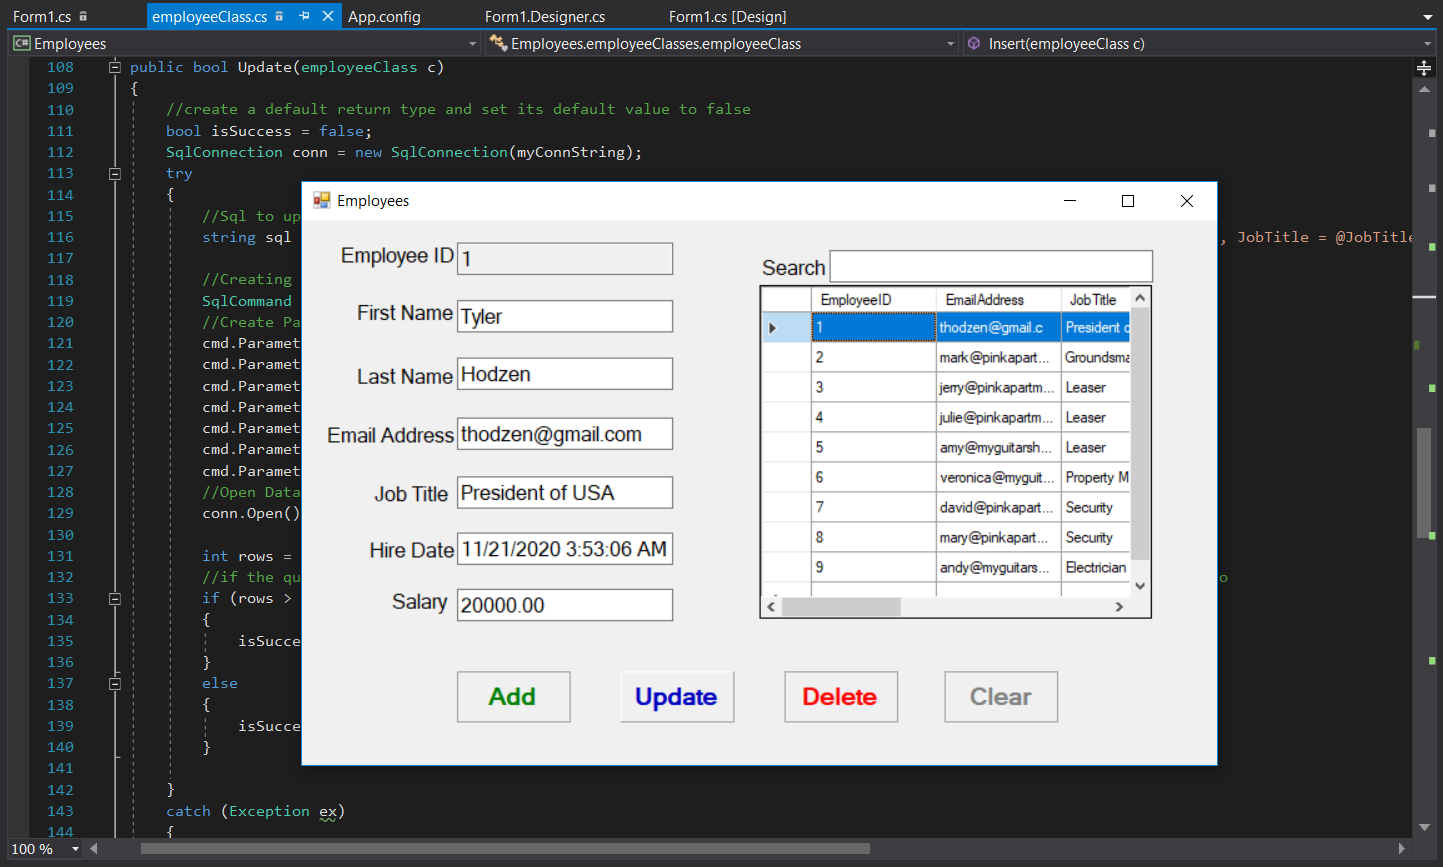 Form1.cs employeeClass.cs App.config Form1.Designer.cs Form1.cs [Design]
C# Employees Employees.employeeClasses.employeeClass Insert(employeeClass c)
108 public bool Update(employeeClass c)
109 {
110 //create a default return type and set its default value to false
111 bool isSuccess = false;
112 SqlConnection conn = new SqlConnection(myConnString);
113 try
114 {
115 //Sql to up
116 string sql , JobTitle = @JobTitle
117
118 //Creating
119 SqlCommand
120 //Create Pa
121 cmd.Paramet
122 cmd.Paramet
123 cmd.Paramet
124 cmd.Paramet
125 cmd.Paramet
126 cmd.Paramet
127 cmd.Paramet
128 //Open Data
129 conn.Open()
130
131 int rows =
132 //if the qu o
133 if (rows >
134 {
135 isSucce
136 }
137 else
138 {
139 isSucce
140 }
141
142 }
143 catch (Exception ex)
144 {
100 %
Employees
Employee ID 1
First Name Tyler
Last Name Hodzen
Email Address thodzen@gmail.com
Job Title President of USA
Hire Date 11/21/2020 3:53:06 AM
Salary 20000.00
Search
EmployeeID EmailAddress JobTitle
1 thodzen@gmail.c President o
2 mark@pinkapart... Groundsma
3 jerry@pinkapartm... Leaser
4 julie@pinkapartm... Leaser
5 amy@myguitarsh... Leaser
6 veronica@myguit... Property M
7 david@pinkapart... Security
8 mary@pinkapart... Security
9 andy@myguitars... Electrician
Add Update Delete Clear